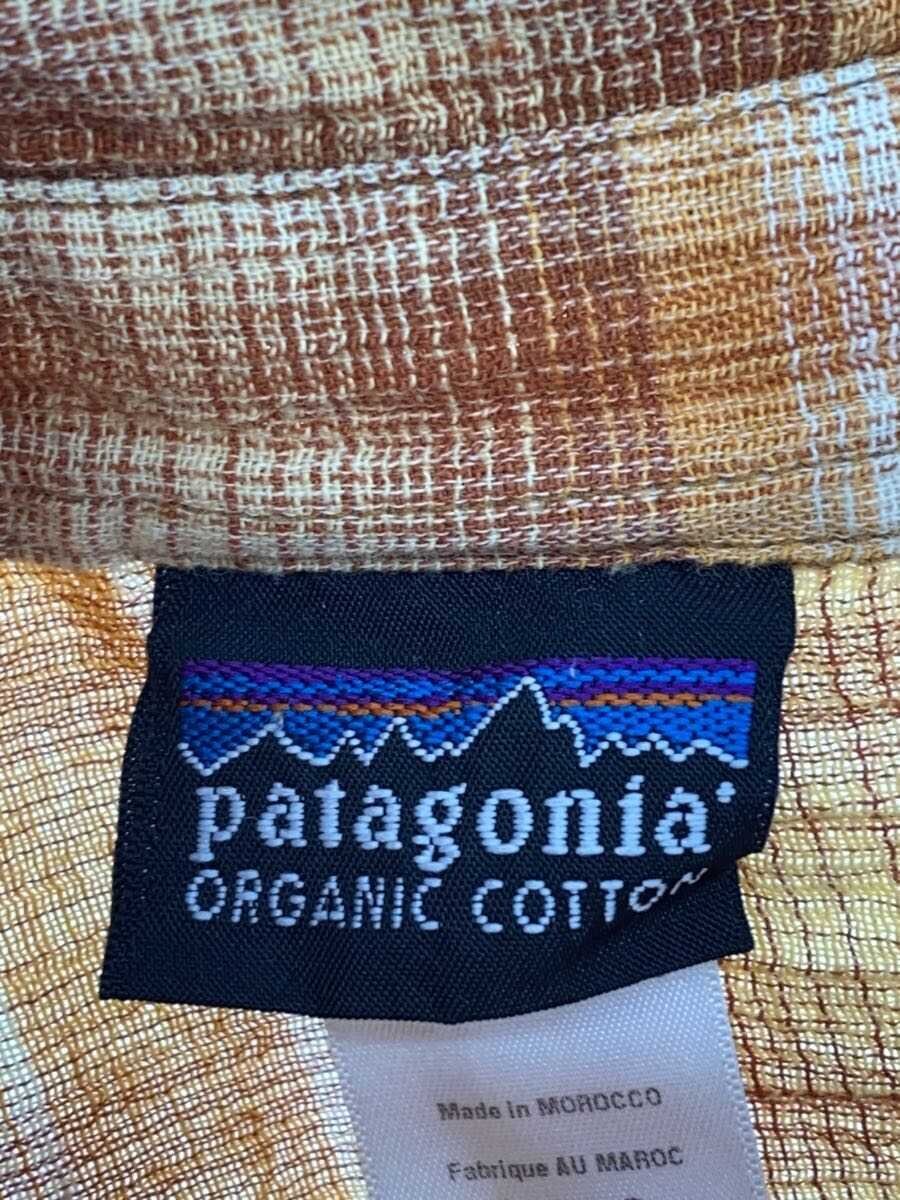 patagonia®
ORGANIC COTTON
Made in MOROCCO
Fabrique AU MAROC